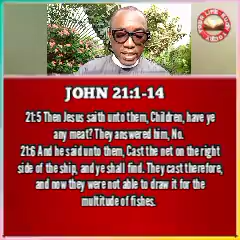 JOHN 21:1-14
21:5 Then Jesus saith unto them, Children, have ye
any meat? They answered him, No.
21:6 And he said unto them, Cast the net on the right
side of the ship, and ye shall find. They cast therefore,
and now they were not able to draw it for the
multitude of fishes.